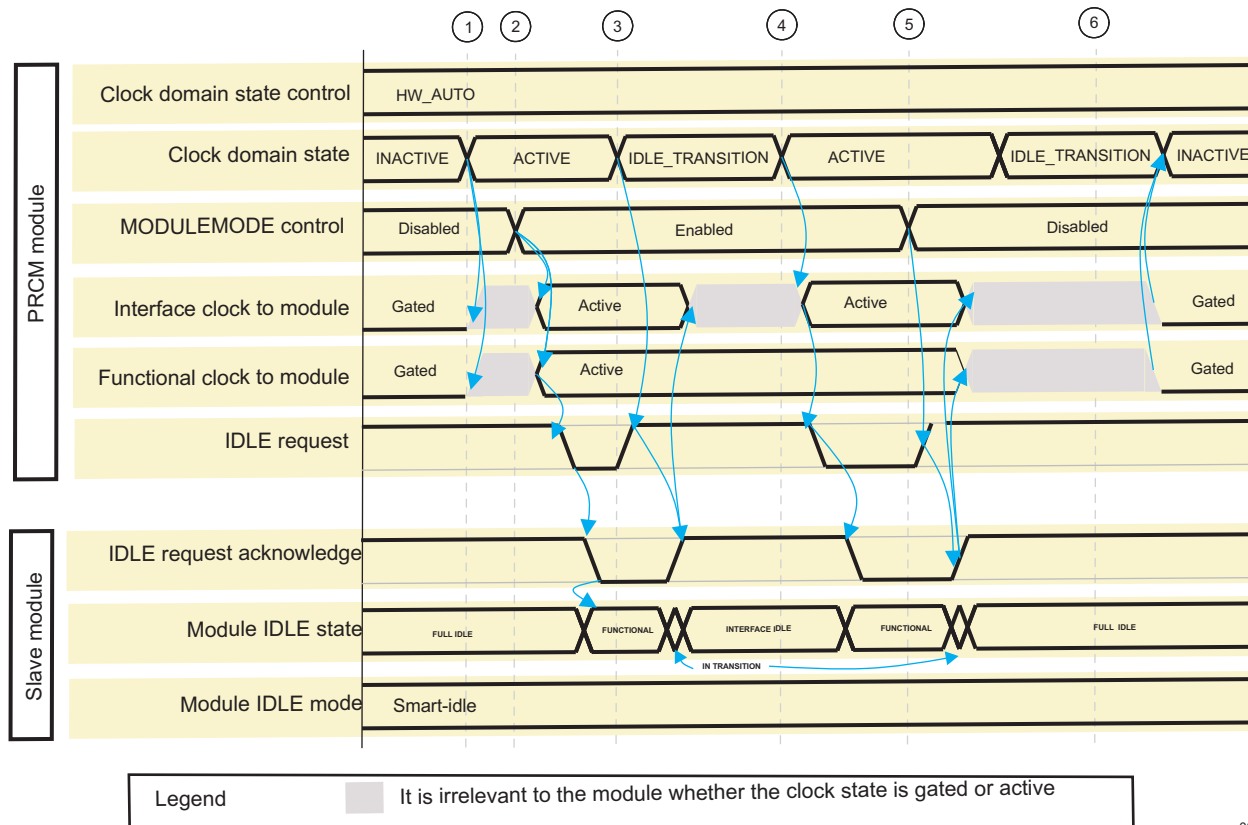 1 2 3 4 5 6
PRCM module
Clock domain state control HW_AUTO
Clock domain state INACTIVE ACTIVE IDLE_TRANSITION ACTIVE IDLE_TRANSITION INACTIVE
MODULEMODE control Disabled Enabled Disabled
Interface clock to module Gated Active Active Gated
Functional clock to module Gated Active Gated
IDLE request
Slave module
IDLE request acknowledge
Module IDLE state FULL IDLE FUNCTIONAL INTERFACE IDLE FUNCTIONAL FULL IDLE
IN TRANSITION
Module IDLE mode Smart-idle
Legend It is irrelevant to the module whether the clock state is gated or active